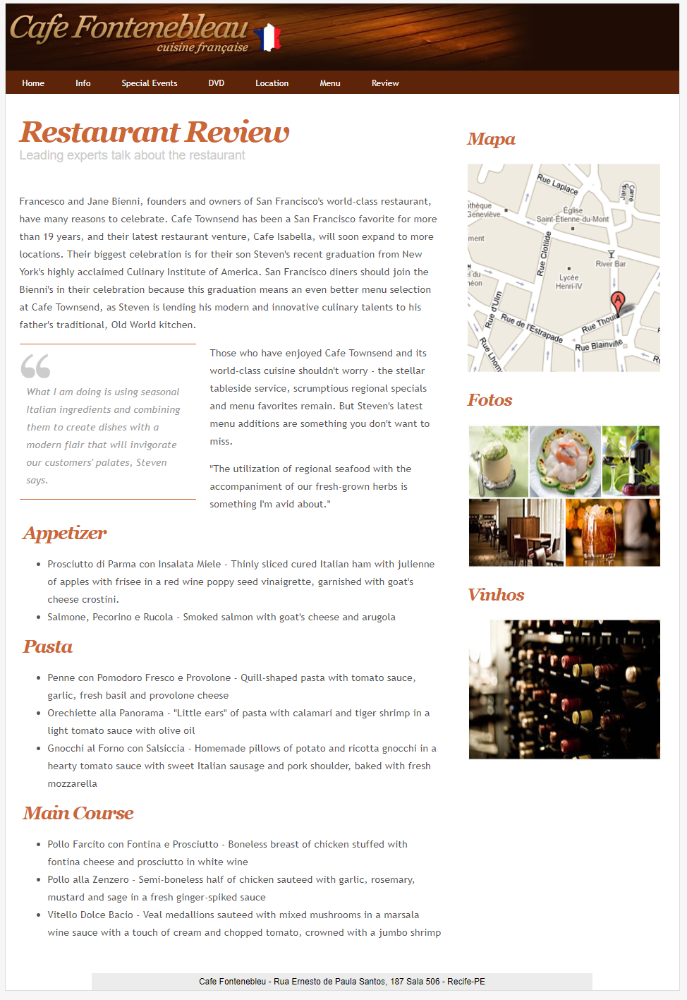 Cafe Fontenebleau
cuisine française
Home Info Special Events DVD Location Menu Review
Restaurant Review
Leading experts talk about the restaurant
Francesco and Jane Bienni, founders and owners of San Francisco's world-class restaurant,
have many reasons to celebrate. Cafe Townsend has been a San Francisco favorite for more
than 19 years, and their latest restaurant venture, Cafe Isabella, will soon expand to more
locations. Their biggest celebration is for their son Steven's recent graduation from New
York's highly acclaimed Culinary Institute of America. San Francisco diners should join the
Bienni's in their celebration because this graduation means an even better menu selection
at Cafe Townsend, as Steven is lending his modern and innovative culinary talents to his
father's traditional, Old World kitchen.
What I am doing is using seasonal
Italian ingredients and combining
them to create dishes with a
modern flair that will invigorate
our customers' palates, Steven
says.
Those who have enjoyed Cafe Townsend and its
world-class cuisine shouldn't worry - the stellar
tableside service, scrumptious regional specials
and menu favorites remain. But Steven's latest
menu additions are something you don't want to
miss.
"The utilization of regional seafood with the
accompaniment of our fresh-grown herbs is
something I'm avid about."
Appetizer
Prosciutto di Parma con Insalata Miele - Thinly sliced cured Italian ham with julienne
of apples with frisee in a red wine poppy seed vinaigrette, garnished with goat's
cheese crostini.
Salmone, Pecorino e Rucola - Smoked salmon with goat's cheese and arugola
Pasta
Penne con Pomodoro Fresco e Provolone - Quill-shaped pasta with tomato sauce,
garlic, fresh basil and provolone cheese
Orechiette alla Panorama - "Little ears" of pasta with calamari and tiger shrimp in a
light tomato sauce with olive oil
Gnocchi al Forno con Salsiccia - Homemade pillows of potato and ricotta gnocchi in a
hearty tomato sauce with sweet Italian sausage and pork shoulder, baked with fresh
mozzarella
Main Course
Pollo Farcito con Fontina e Prosciutto - Boneless breast of chicken stuffed with
fontina cheese and prosciutto in white wine
Pollo alla Zenzero - Semi-boneless half of chicken sauteed with garlic, rosemary,
mustard and sage in a fresh ginger-spiked sauce
Vitello Dolce Bacio - Veal medallions sauteed with mixed mushrooms in a marsala
wine sauce with a touch of cream and chopped tomato, crowned with a jumbo shrimp
Mapa
Rue Laplace
Carré
Jard
othèque
Geneviève
Église
Saint-Étienne-du-Mont
ment
Rue Clotilde
River Bar
el du
néon
Lycée
Henri-IV
A
Rue d'Ulm
Rue Thouin
Rue de l'Estrapade
Rue Blainville
Rue Lhom
Ru
Fotos
Vinhos
Cafe Fontenebleu - Rua Ernesto de Paula Santos, 187 Sala 506 - Recife-PE